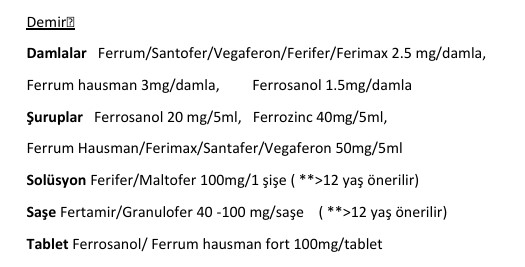 Demir
Damlalar Ferrum/Santofer/Vegaferon/Ferifer/Ferimax 2.5 mg/damla,
Ferrum hausman 3mg/damla, Ferrosanol 1.5mg/damla
Şuruplar Ferrosanol 20 mg/5ml, Ferrozinc 40mg/5ml,
Ferrum Hausman/Ferimax/Santafer/Vegaferon 50mg/5ml
Solüsyon Ferifer/Maltofer 100mg/1 şişe ( **>12 yaş önerilir)
Saşe Fertamir/Granulofer 40 -100 mg/saşe ( **>12 yaş önerilir)
Tablet Ferrosanol/ Ferrum hausman fort 100mg/tablet